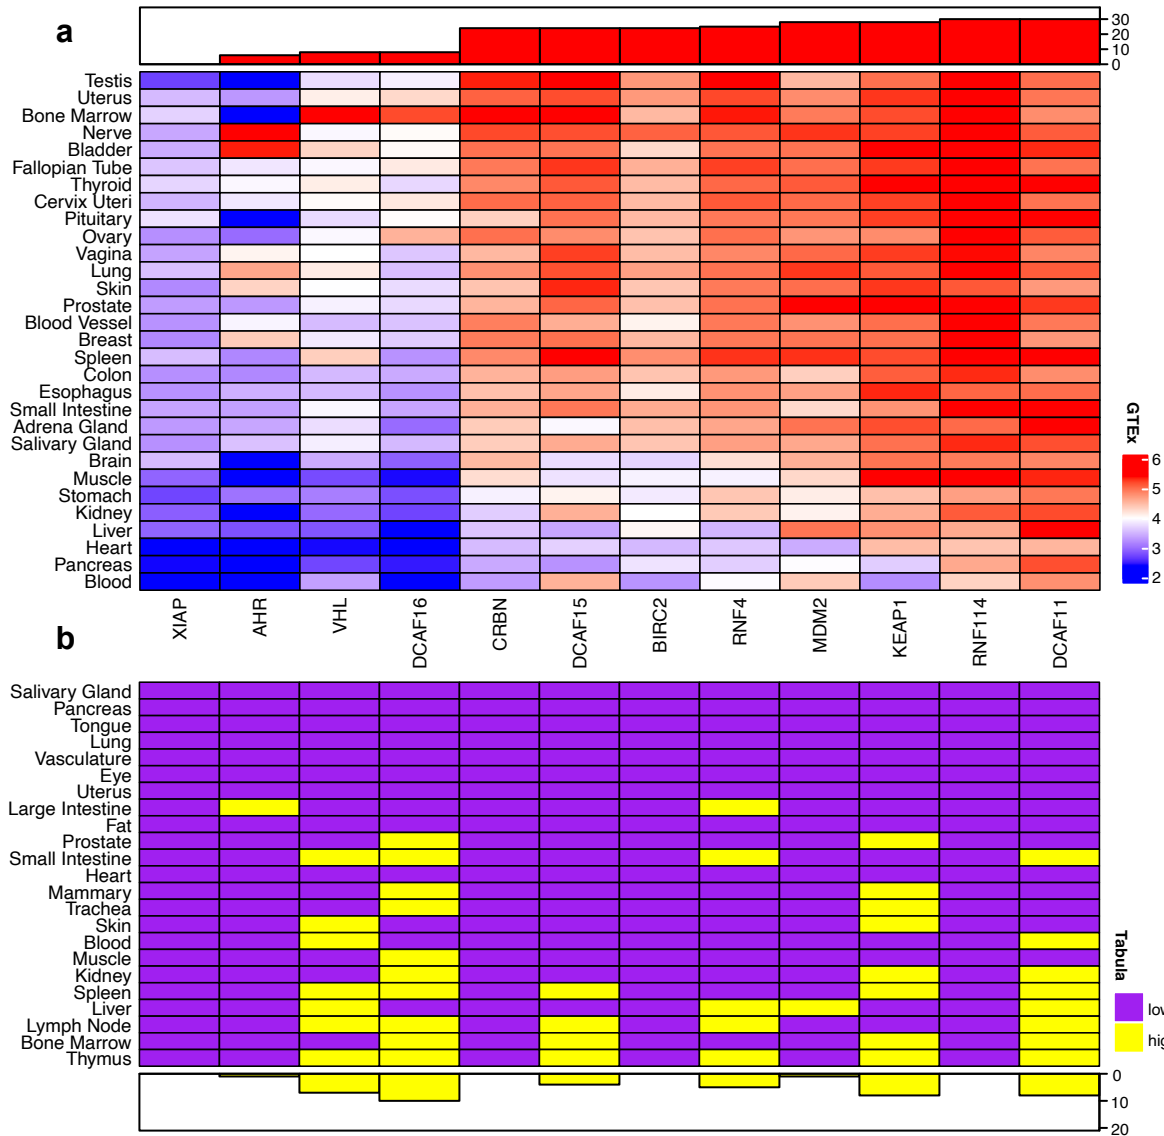 a
30
20
10
0
Testis
Uterus
Bone Marrow
Nerve
Bladder
Fallopian Tube
Thyroid
Cervix Uteri
Pituitary
Ovary
Vagina
Lung
Skin
Prostate
Blood Vessel
Breast
Spleen
Colon
Esophagus
Small Intestine
Adrena Gland
Salivary Gland
Brain
Muscle
Stomach
Kidney
Liver
Heart
Pancreas
Blood
GTEx
6
5
4
3
2
XIAP
AHR
VHL
DCAF16
CRBN
DCAF15
BIRC2
RNF4
MDM2
KEAP1
RNF114
DCAF11
b
Salivary Gland
Pancreas
Tongue
Lung
Vasculature
Eye
Uterus
Large Intestine
Fat
Prostate
Small Intestine
Heart
Mammary
Trachea
Skin
Blood
Muscle
Kidney
Spleen
Liver
Lymph Node
Bone Marrow
Thymus
Tabula
low
hig
0
10
20